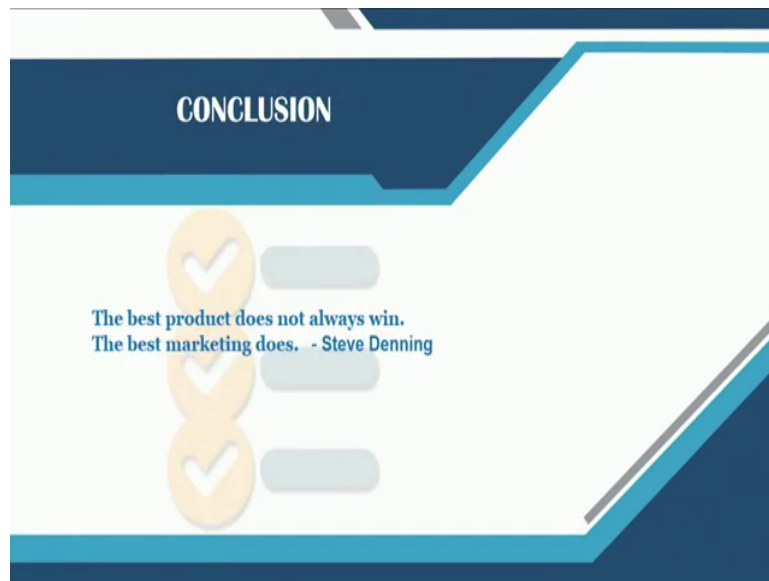 CONCLUSION
The best product does not always win.
The best marketing does. - Steve Denning